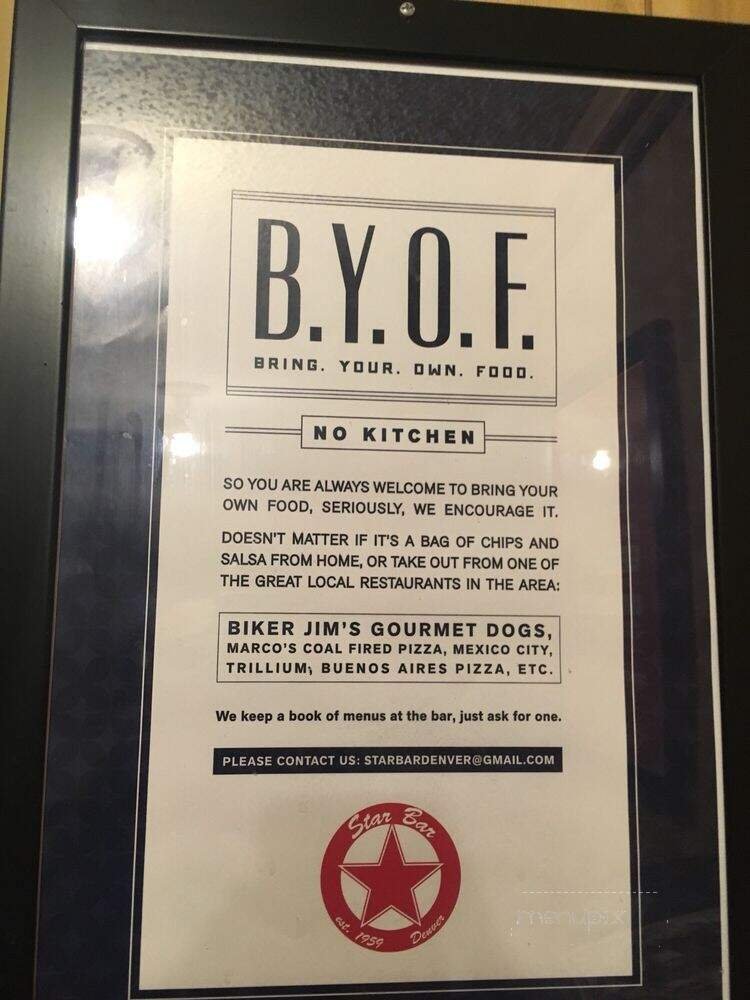 B.Y.O.F.
BRING. YOUR. OWN. FOOD.
NO KITCHEN
SO YOU ARE ALWAYS WELCOME TO BRING YOUR
OWN FOOD, SERIOUSLY, WE ENCOURAGE IT.
DOESN'T MATTER IF IT'S A BAG OF CHIPS AND
SALSA FROM HOME, OR TAKE OUT FROM ONE OF
THE GREAT LOCAL RESTAURANTS IN THE AREA:
BIKER JIM'S GOURMET DOGS,
MARCO'S COAL FIRED PIZZA, MEXICO CITY,
TRILLIUM, BUENOS AIRES PIZZA, ETC.
We keep a book of menus at the bar, just ask for one.
PLEASE CONTACT US: STARBARDENVER@GMAIL.COM
Star Bar
est. 1959 Denver
menupix